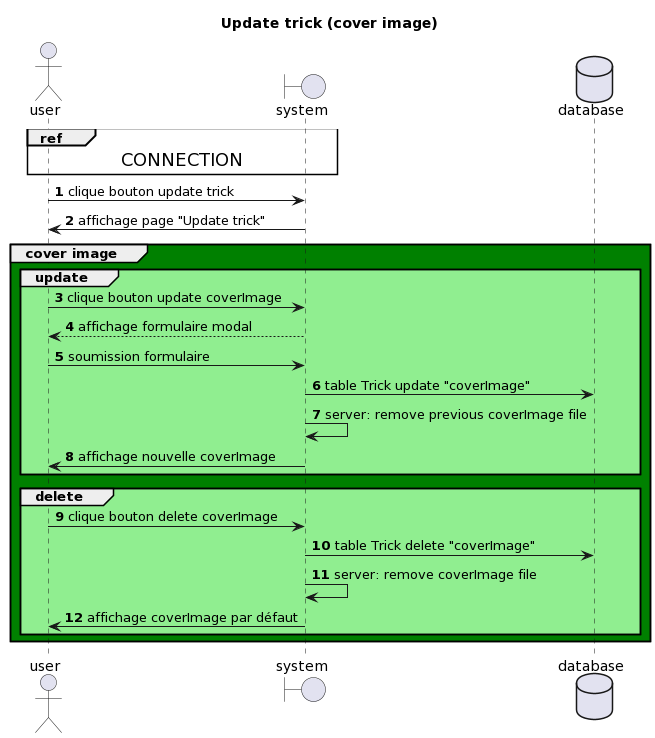 Update trick (cover image)
user
system
database
ref
CONNECTION
1 clique bouton update trick
2 affichage page "Update trick"
cover image
update
3 clique bouton update coverImage
4 affichage formulaire modal
5 soumission formulaire
6 table Trick update "coverImage"
7 server: remove previous coverImage file
8 affichage nouvelle coverImage
delete
9 clique bouton delete coverImage
10 table Trick delete "coverImage"
11 server: remove coverImage file
12 affichage coverImage par défaut
user
system
database